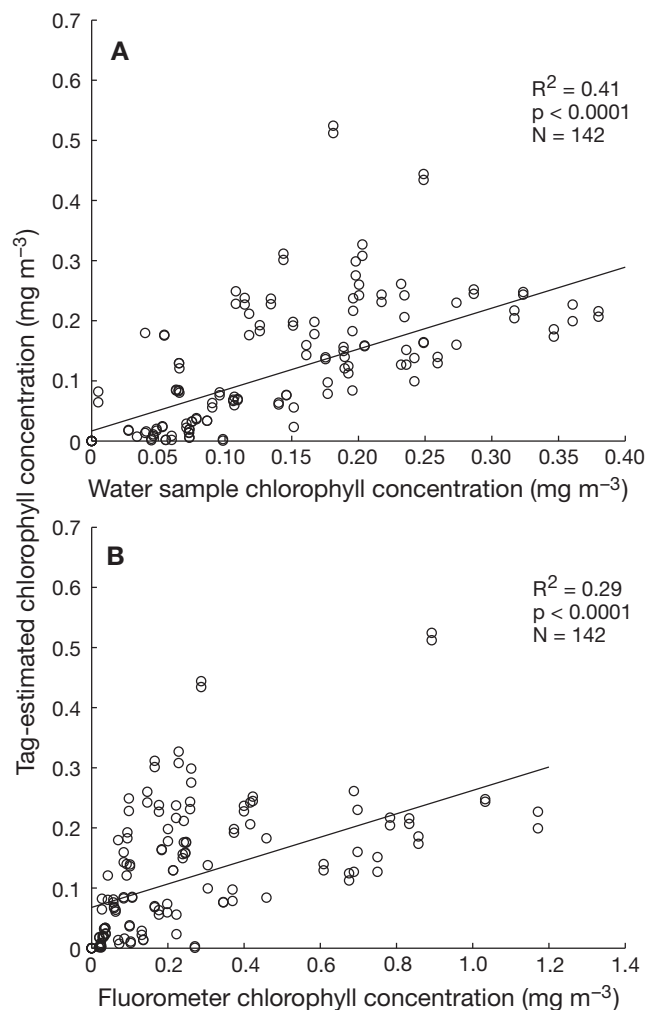 0.7
A
0.6
R² = 0.41
p < 0.0001
N = 142
0.5
0.4
0.3
0.2
0.1
0
0 0.05 0.10 0.15 0.20 0.25 0.30 0.35 0.40
Water sample chlorophyll concentration (mg m⁻³)
Tag-estimated chlorophyll concentration (mg m⁻³)
0.7
B
0.6
R² = 0.29
p < 0.0001
N = 142
0.5
0.4
0.3
0.2
0.1
0
0 0.2 0.4 0.6 0.8 1.0 1.2 1.4
Fluorometer chlorophyll concentration (mg m⁻³)